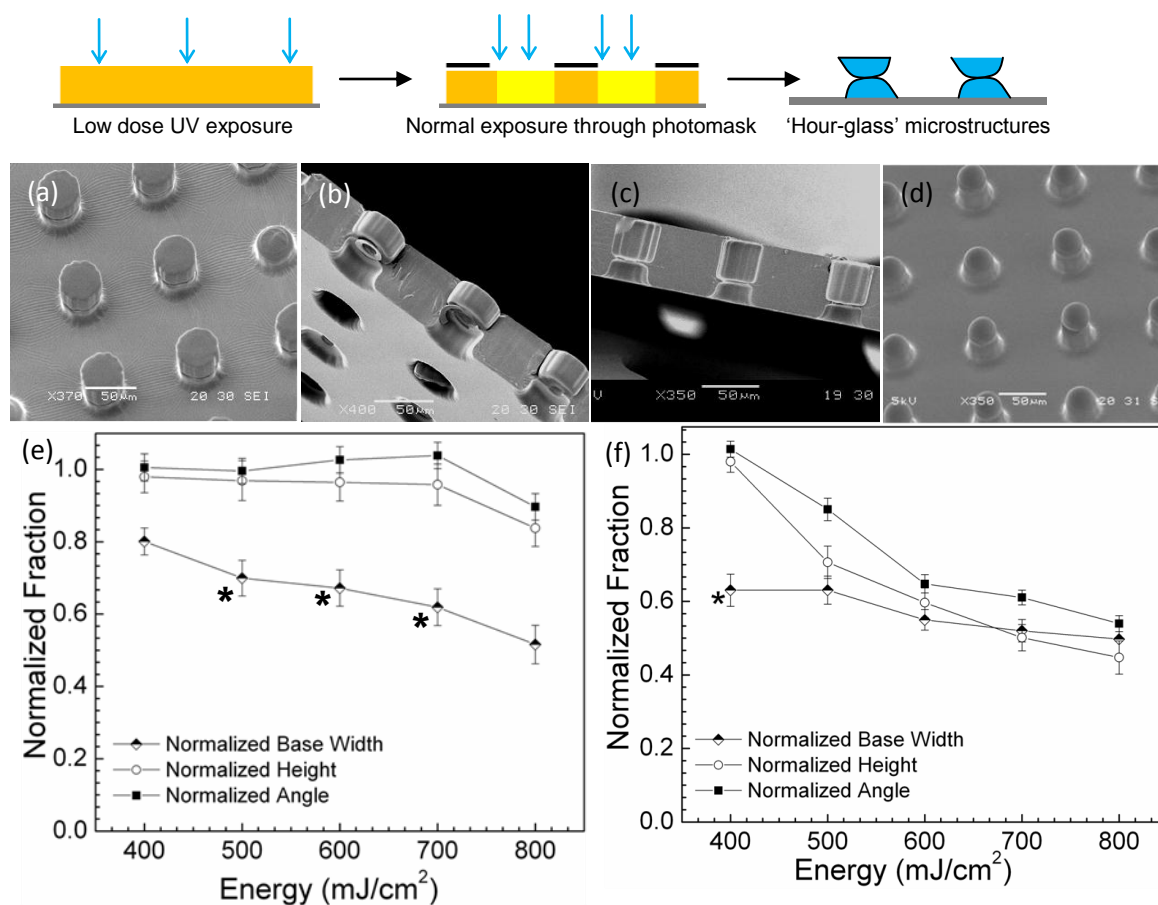 Low dose UV exposure
Normal exposure through photomask
‘Hour-glass’ microstructures
(a)
X370 50μm 20 30 SEI
(b)
X400 50μm 20 30 SEI
(c)
V X350 50μm 19 30
(d)
5kV X350 50μm 20 31 S
(e)
Normalized Fraction
1.0
0.8
0.6
0.4
0.2
0.0
*
*
*
Normalized Base Width
Normalized Height
Normalized Angle
400 500 600 700 800
Energy (mJ/cm²)
(f)
Normalized Fraction
1.0
0.8
0.6
0.4
0.2
0.0
*
Normalized Base Width
Normalized Height
Normalized Angle
400 500 600 700 800
Energy (mJ/cm²)